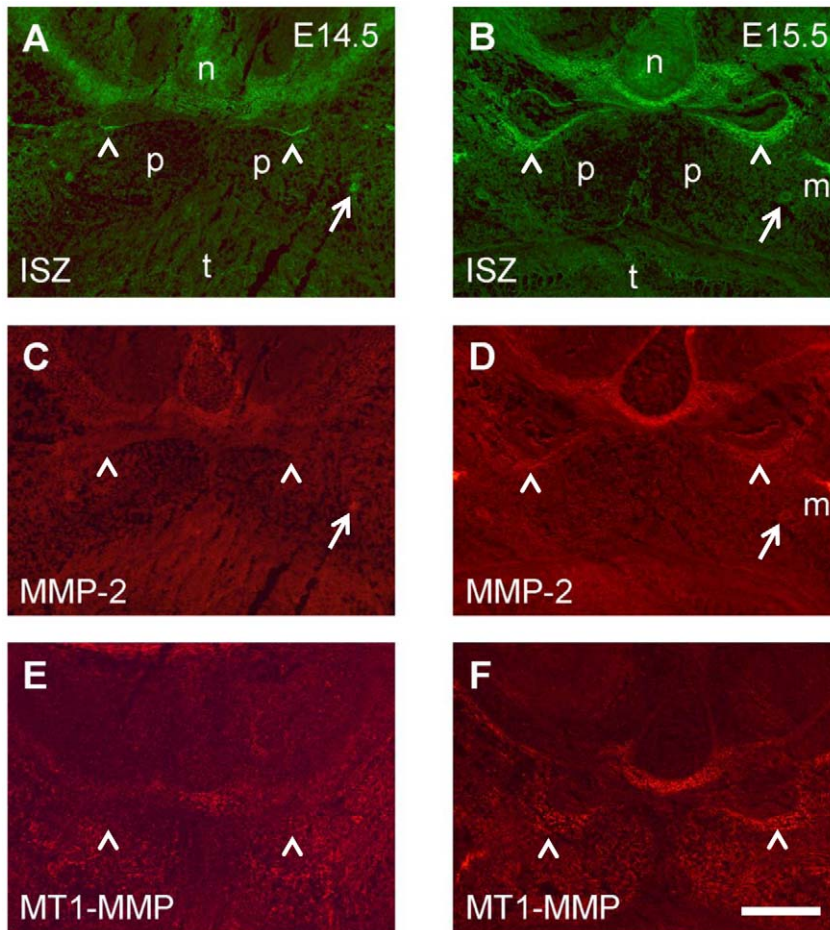 A E14.5
n
p p
ISZ t
B E15.5
n
p p m
ISZ t
C
MMP-2
D
m
MMP-2
E
MT1-MMP
F
MT1-MMP